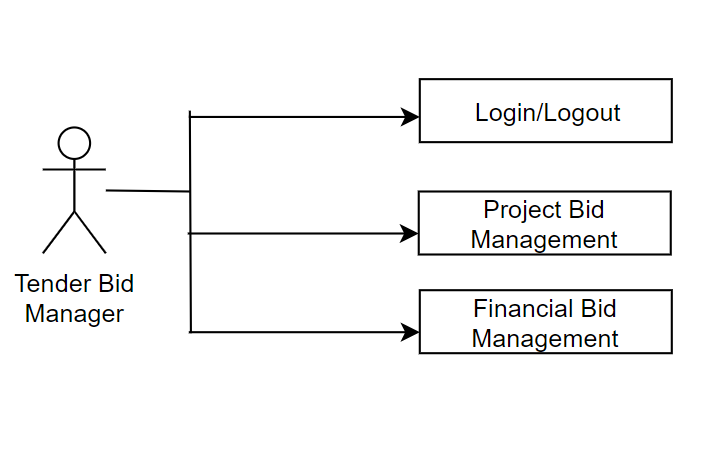 Login/Logout
Project Bid
Management
Tender Bid
Manager
Financial Bid
Management